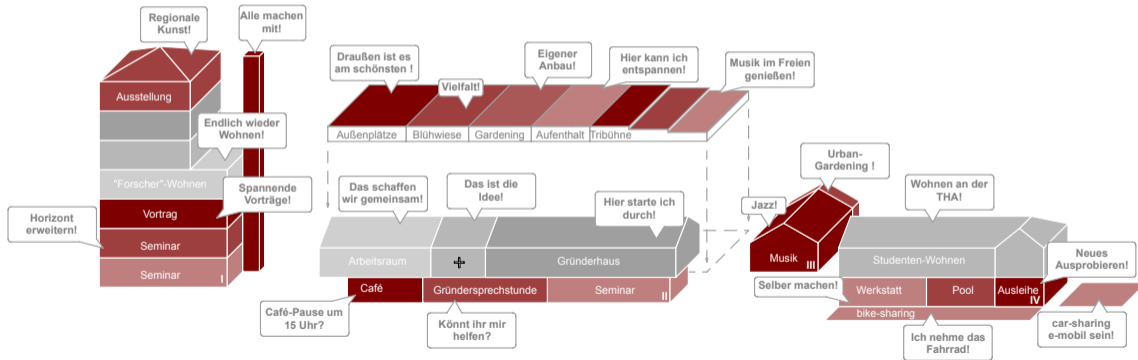 Regionale
Kunst!
Alle machen
mit!
Ausstellung
Endlich wieder
Wohnen!
"Forscher"-Wohnen
Spannende
Vorträge!
Vortrag
Horizont
erweitern!
Seminar
Seminar
I
Draußen ist es
am schönsten !
Vielfalt!
Eigener
Anbau!
Hier kann ich
entspannen!
Musik im Freien
genießen!
Außenplätze
Blühwiese
Gardening
Aufenthalt
Tribühne
Das schaffen
wir gemeinsam!
Das ist die
Idee!
Hier starte ich
durch!
Arbeitsraum
Gründerhaus
Café
Gründersprechstunde
Seminar
II
Café-Pause um
15 Uhr?
Könnt ihr mir
helfen?
Urban-
Gardening !
Jazz!
Musik
III
Wohnen an der
THA!
Studenten-Wohnen
Neues
Ausprobieren!
Selber machen!
Werkstatt
Pool
Ausleihe
IV
bike-sharing
Ich nehme das
Fahrrad!
car-sharing
e-mobil sein!